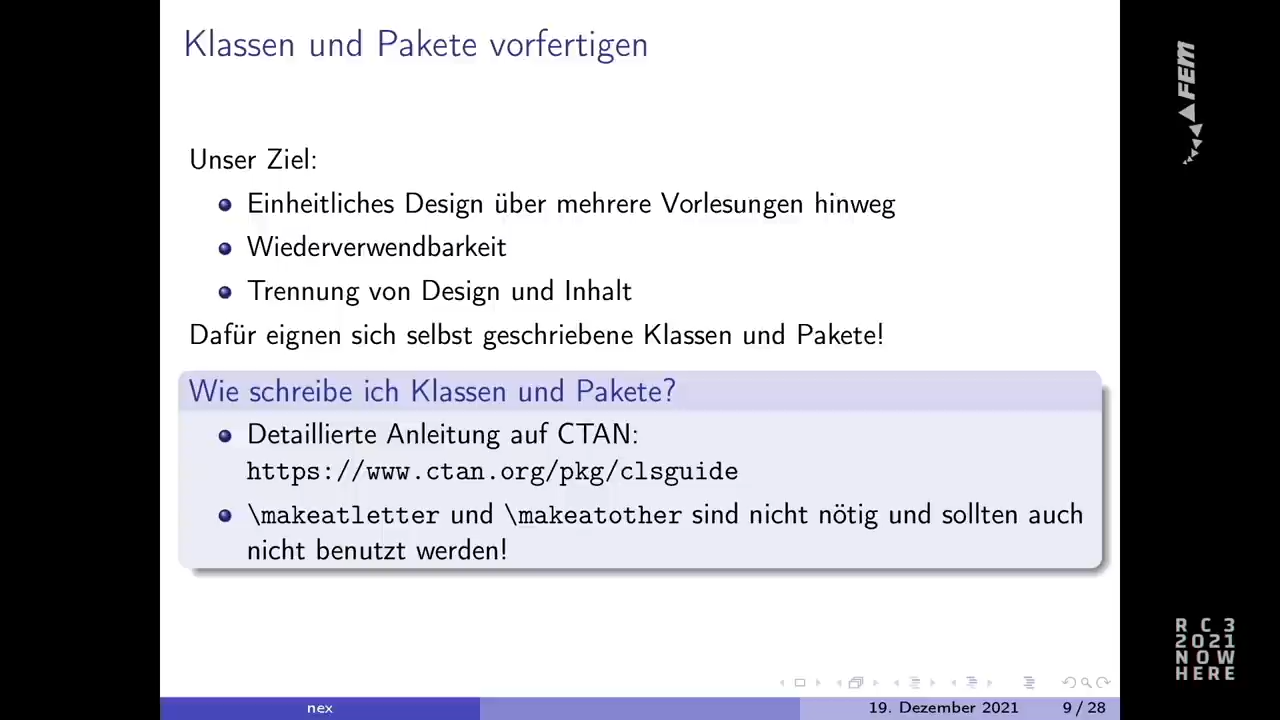 Klassen und Pakete vorfertigen
Unser Ziel:
Einheitliches Design über mehrere Vorlesungen hinweg
Wiederverwendbarkeit
Trennung von Design und Inhalt
Dafür eignen sich selbst geschriebene Klassen und Pakete!
Wie schreibe ich Klassen und Pakete?
Detaillierte Anleitung auf CTAN:
https://www.ctan.org/pkg/clsguide
\makeatletter und \makeatother sind nicht nötig und sollten auch
nicht benutzt werden!
nex
19. Dezember 2021
9 / 28
FEM
RC3
2021
NOW
HERE